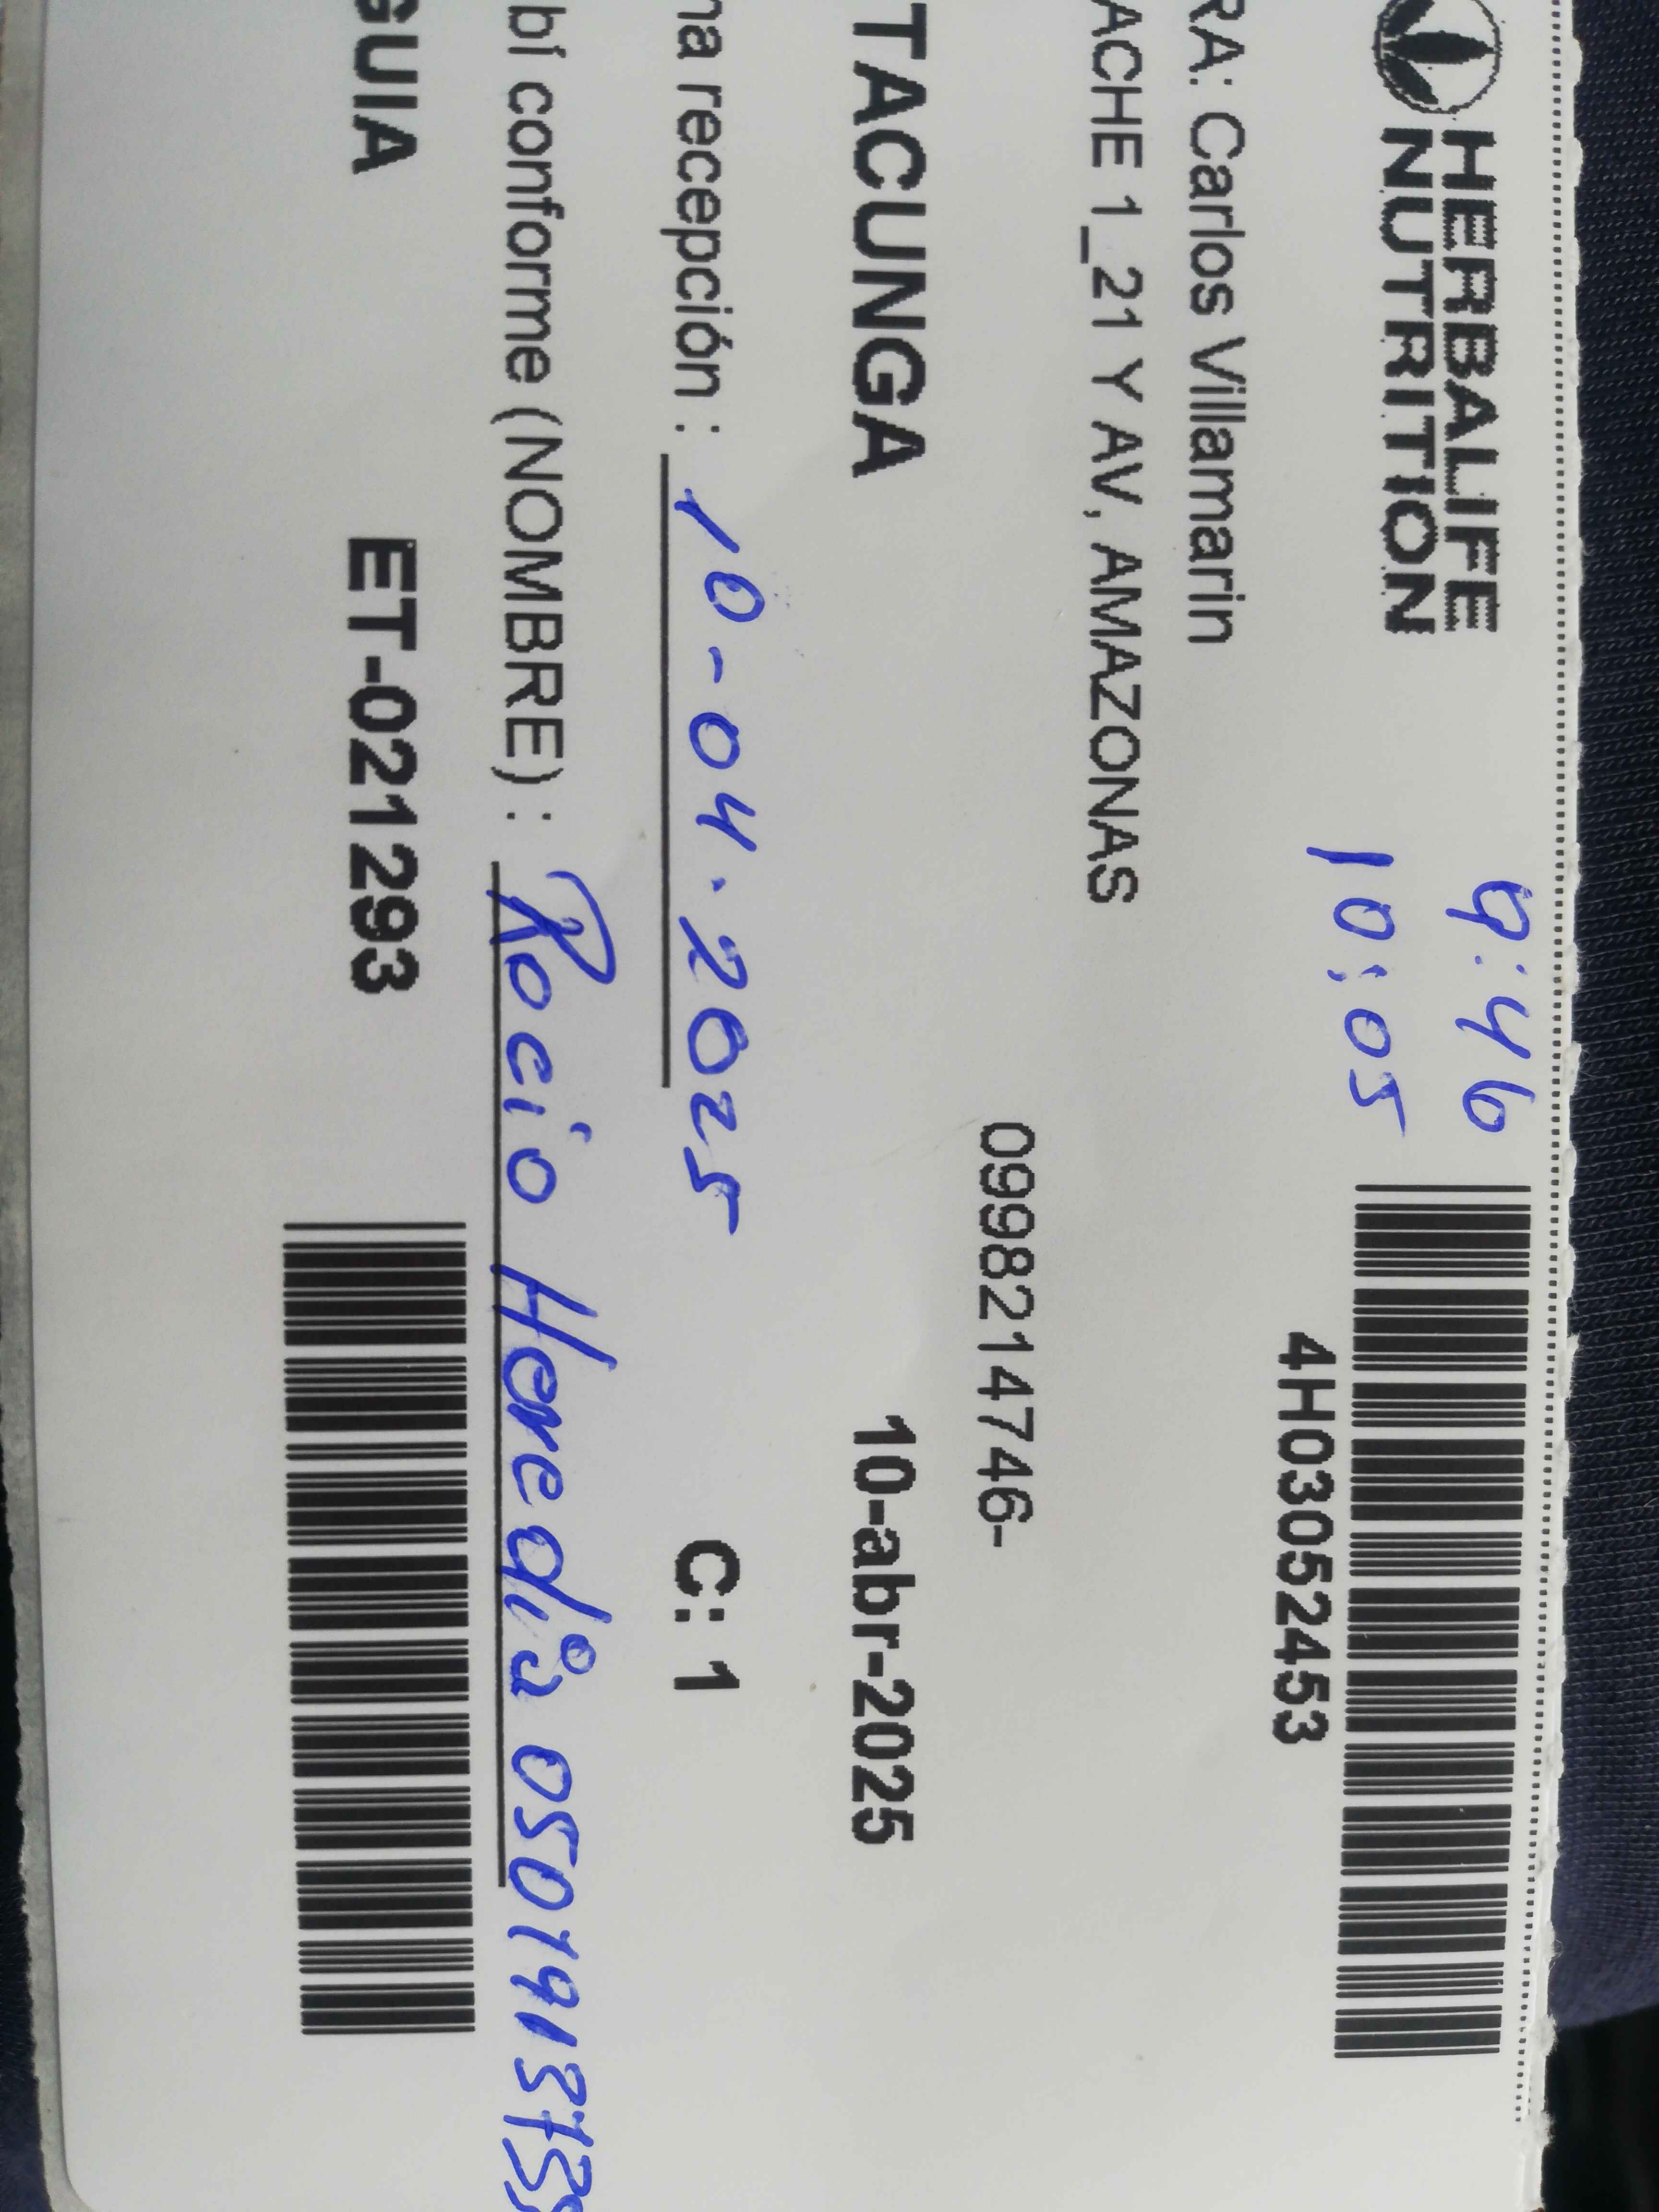 HERBALIFE
NUTRITION
9:46
10:05
4H03052453
RA: Carlos Villamarin
ACHE 1_21 Y AV, AMAZONAS
0998214746-
TACUNGA 10-abr-2025
na recepción : 10-04.2025 C: 1
bí conforme (NOMBRE) : Rocio Heredia
GUIA ET-021293